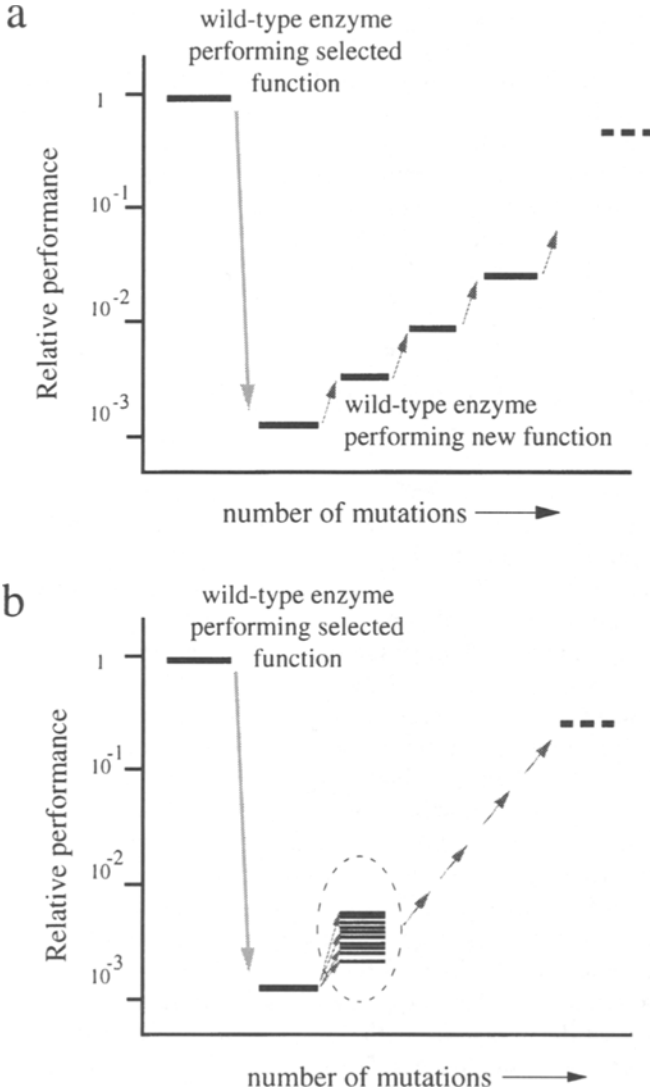 a
wild-type enzyme
performing selected
function
Relative performance
1
10-1
10-2
10-3
wild-type enzyme
performing new function
number of mutations
b
wild-type enzyme
performing selected
function
Relative performance
1
10-1
10-2
10-3
number of mutations